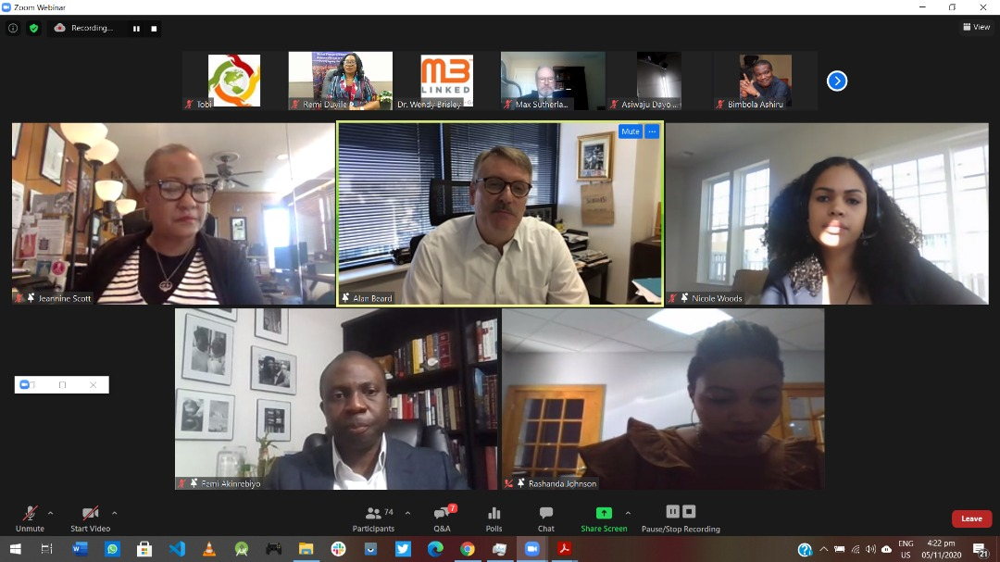 Zoom Webinar
Recording...
View
Tobi
Remi Duyile
M3
LINKED
Dr. Wendy Brisley
Max Sutherla...
Asiwaju Dayo ...
Bimbola Ashiru
Mute
Jeannine Scott
Alan Beard
Nicole Woods
Femi Akinrebiyo
Rashanda Johnson
Unmute
Start Video
74
Participants
7
Q&A
Polls
Chat
Share Screen
Pause/Stop Recording
Leave
ENG
US
4:22 pm
05/11/2020
21